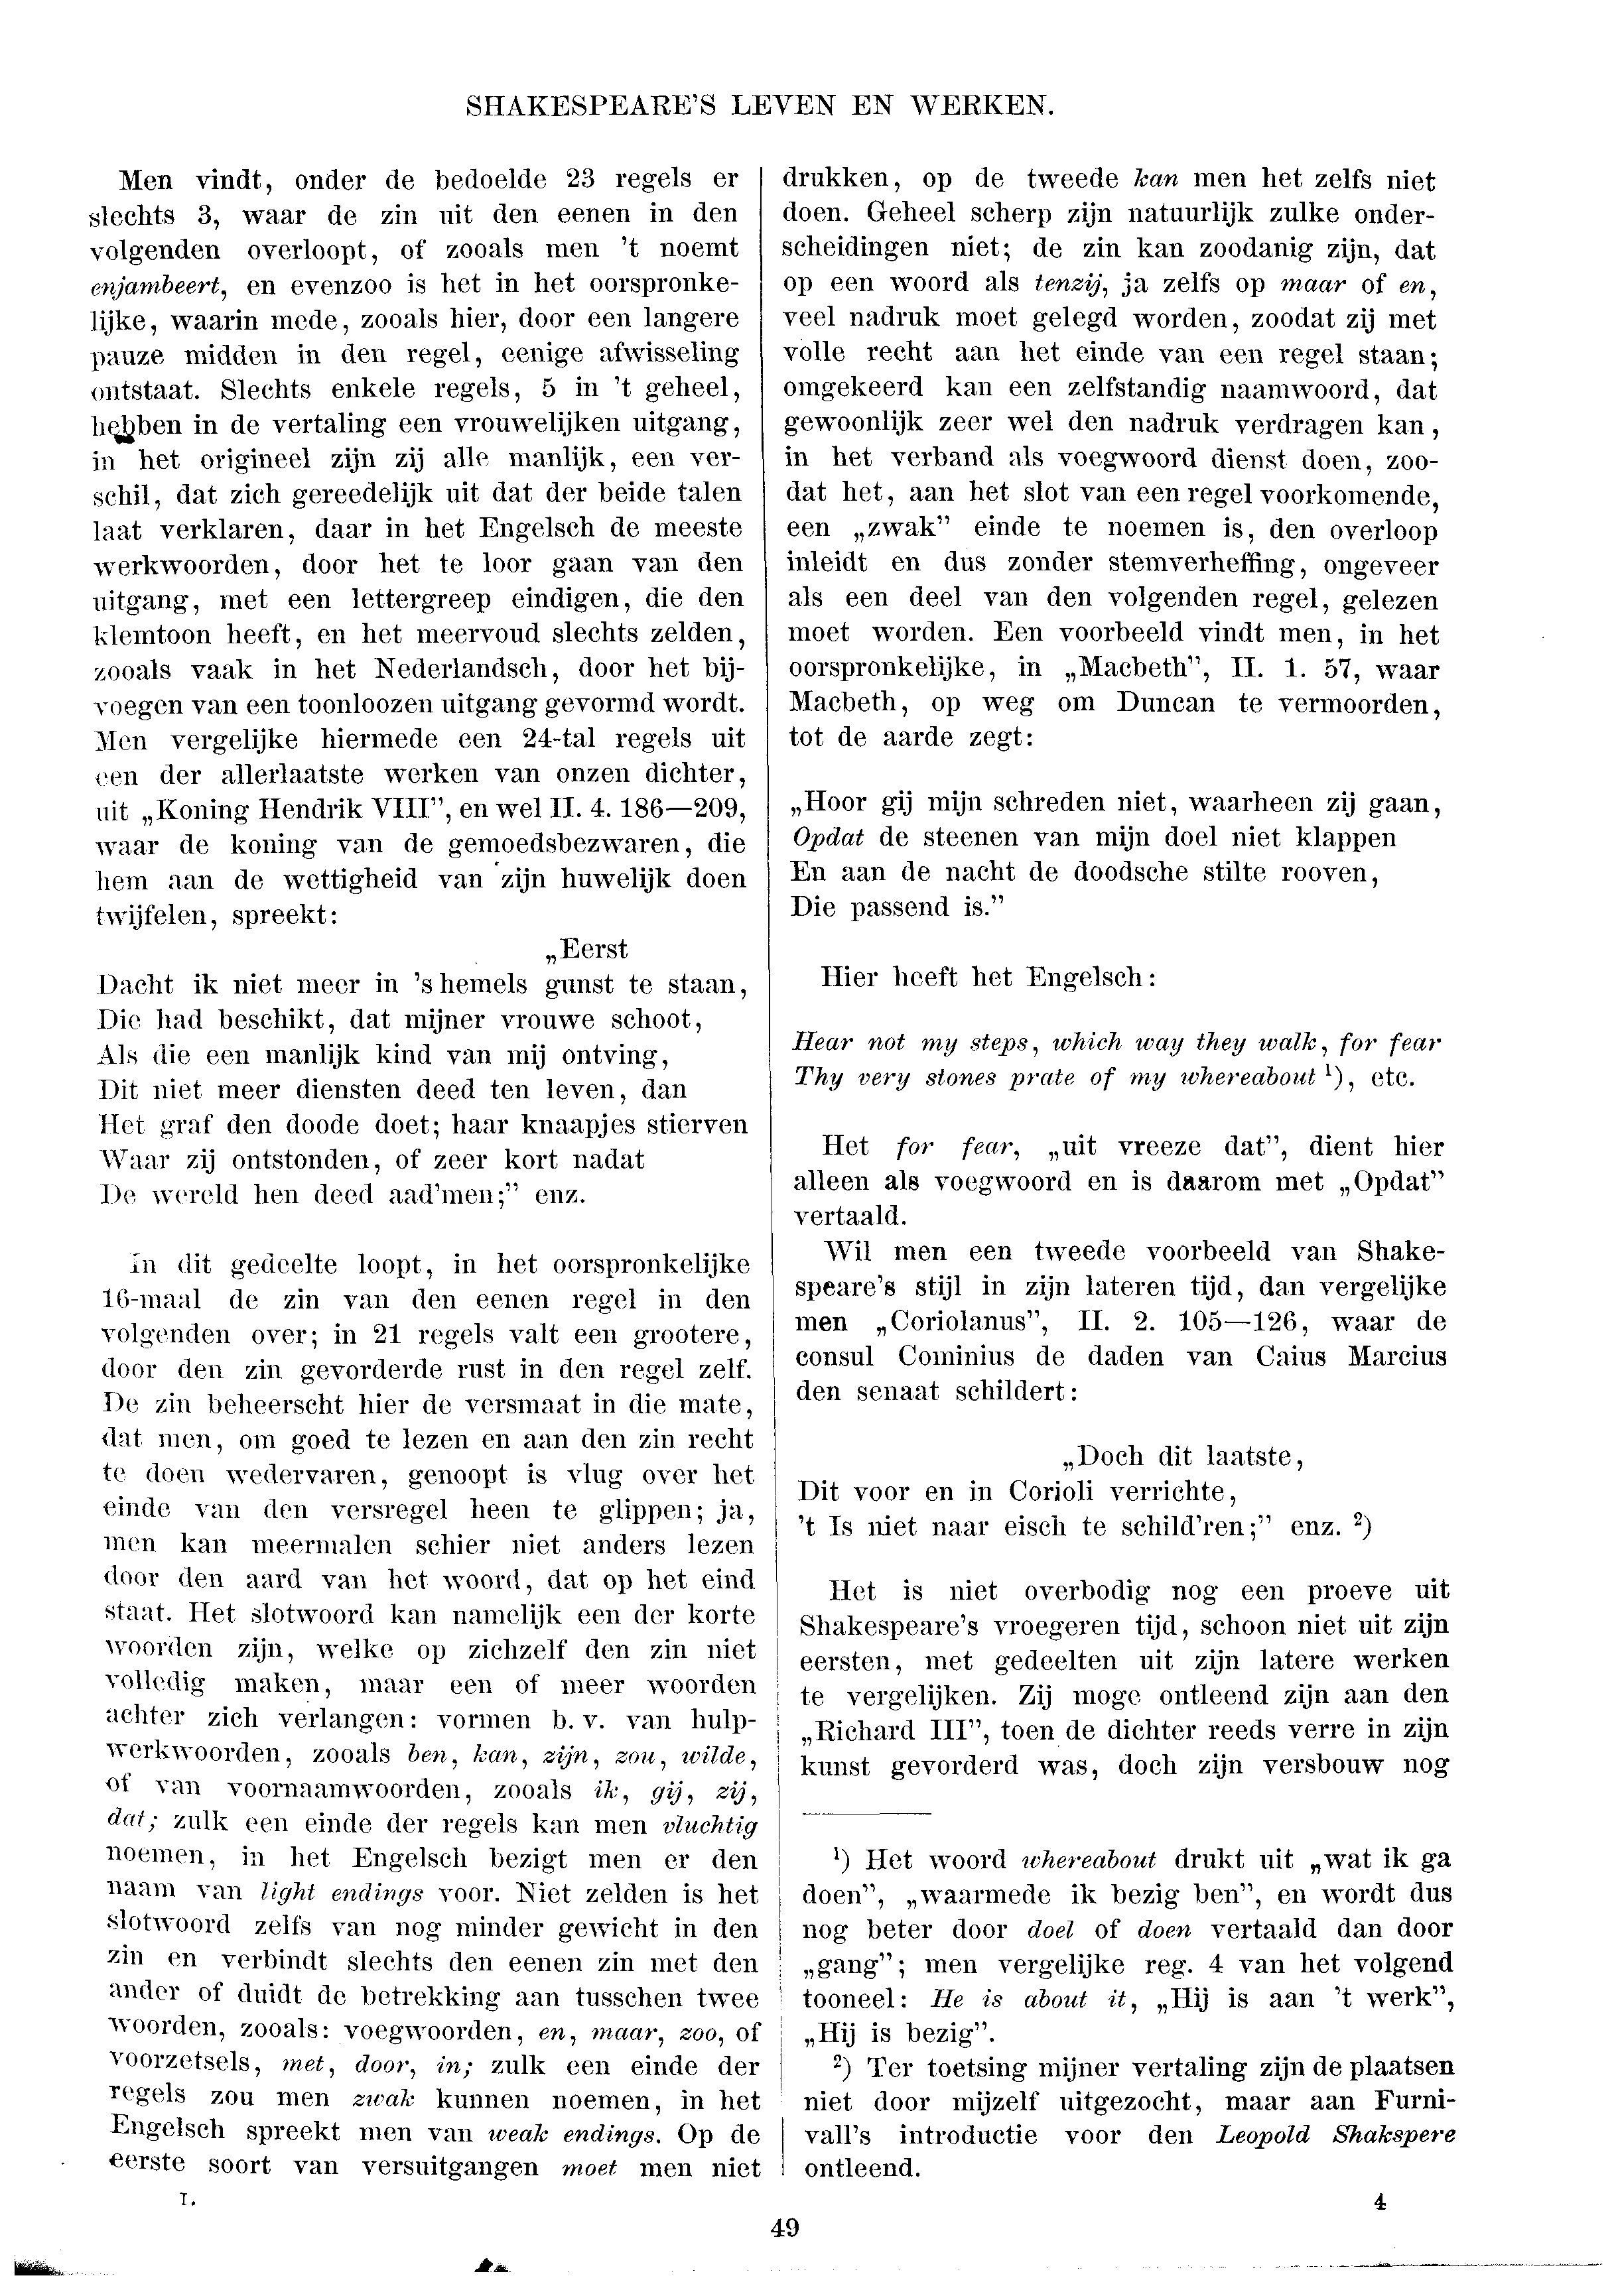 SHAKESPEARE'S LEVEN EN WERKEN.
Men vindt, onder de bedoelde 23 regels er
slechts 3, waar de zin uit den eenen in den
volgenden overloopt, of zooals men 't noemt
enjambeert, en evenzoo is het in het oorspronke-
lijke, waarin mede, zooals hier, door een langere
pauze midden in den regel, eenige afwisseling
ontstaat. Slechts enkele regels, 5 in 't geheel,
hebben in de vertaling een vrouwelijken uitgang,
in het origineel zijn zij alle manlijk, een ver-
schil, dat zich gereedelijk uit dat der beide talen
laat verklaren, daar in het Engelsch de meeste
werkwoorden, door het te loor gaan van den
uitgang, met een lettergreep eindigen, die den
klemtoon heeft, en het meervoud slechts zelden,
zooals vaak in het Nederlandsch, door het bij-
voegen van een toonloozen uitgang gevormd wordt.
Men vergelijke hiermede een 24-tal regels uit
een der allerlaatste werken van onzen dichter,
uit „Koning Hendrik VIII”, en wel II. 4. 186—209,
waar de koning van de gemoedsbezwaren, die
hem aan de wettigheid van zijn huwelijk doen
twijfelen, spreekt:
„Eerst
Dacht ik niet meer in 's hemels gunst te staan,
Die had beschikt, dat mijner vrouwe schoot,
Als die een manlijk kind van mij ontving,
Dit niet meer diensten deed ten leven, dan
Het graf den doode doet; haar knaapjes stierven
Waar zij ontstonden, of zeer kort nadat
De wereld hen deed aad'men;” enz.
in dit gedeelte loopt, in het oorspronkelijke
16-maal de zin van den eenen regel in den
volgenden over; in 21 regels valt een grootere,
door den zin gevorderde rust in den regel zelf.
De zin beheerscht hier de versmaat in die mate,
dat men, om goed te lezen en aan den zin recht
te doen wedervaren, genoopt is vlug over het
einde van den versregel heen te glippen; ja,
men kan meermalen schier niet anders lezen
door den aard van het woord, dat op het eind
staat. Het slotwoord kan namelijk een der korte
woorden zijn, welke op zichzelf den zin niet
volledig maken, maar een of meer woorden
achter zich verlangen: vormen b. v. van hulp-
werkwoorden, zooals ben, kan, zijn, zou, wilde,
of van voornaamwoorden, zooals ik, gij, zij,
dat; zulk een einde der regels kan men vluchtig
noemen, in het Engelsch bezigt men er den
naam van light endings voor. Niet zelden is het
slotwoord zelfs van nog minder gewicht in den
zin en verbindt slechts den eenen zin met den
ander of duidt de betrekking aan tusschen twee
woorden, zooals: voegwoorden, en, maar, zoo, of
voorzetsels, met, door, in; zulk een einde der
regels zou men zwak kunnen noemen, in het
Engelsch spreekt men van weak endings. Op de
eerste soort van versuitgangen moet men niet
drukken, op de tweede kan men het zelfs niet
doen. Geheel scherp zijn natuurlijk zulke onder-
scheidingen niet; de zin kan zoodanig zijn, dat
op een woord als tenzij, ja zelfs op maar of en,
veel nadruk moet gelegd worden, zoodat zij met
volle recht aan het einde van een regel staan;
omgekeerd kan een zelfstandig naamwoord, dat
gewoonlijk zeer wel den nadruk verdragen kan,
in het verband als voegwoord dienst doen, zoo-
dat het, aan het slot van een regel voorkomende,
een „zwak” einde te noemen is, den overloop
inleidt en dus zonder stemverheffing, ongeveer
als een deel van den volgenden regel, gelezen
moet worden. Een voorbeeld vindt men, in het
oorspronkelijke, in „Macbeth”, II. 1. 57, waar
Macbeth, op weg om Duncan te vermoorden,
tot de aarde zegt:
„Hoor gij mijn schreden niet, waarheen zij gaan,
Opdat de steenen van mijn doel niet klappen
En aan de nacht de doodsche stilte rooven,
Die passend is.”
Hier heeft het Engelsch:
Hear not my steps, which way they walk, for fear
Thy very stones prate of my whereabout ¹), etc.
Het for fear, „uit vreeze dat”, dient hier
alleen als voegwoord en is daarom met „Opdat”
vertaald.
Wil men een tweede voorbeeld van Shake-
speare's stijl in zijn lateren tijd, dan vergelijke
men „Coriolanus”, II. 2. 105—126, waar de
consul Cominius de daden van Caius Marcius
den senaat schildert:
„Doch dit laatste,
Dit voor en in Corioli verrichte,
't Is niet naar eisch te schild'ren;” enz. ²)
Het is niet overbodig nog een proeve uit
Shakespeare's vroegeren tijd, schoon niet uit zijn
eersten, met gedeelten uit zijn latere werken
te vergelijken. Zij moge ontleend zijn aan den
„Richard III”, toen de dichter reeds verre in zijn
kunst gevorderd was, doch zijn versbouw nog
¹) Het woord whereabout drukt uit „wat ik ga
doen”, „waarmede ik bezig ben”, en wordt dus
nog beter door doel of doen vertaald dan door
„gang”; men vergelijke reg. 4 van het volgend
tooneel: He is about it, „Hij is aan 't werk”,
„Hij is bezig”.
²) Ter toetsing mijner vertaling zijn de plaatsen
niet door mijzelf uitgezocht, maar aan Furni-
vall's introductie voor den Leopold Shakspere
ontleend.
I.
4
49